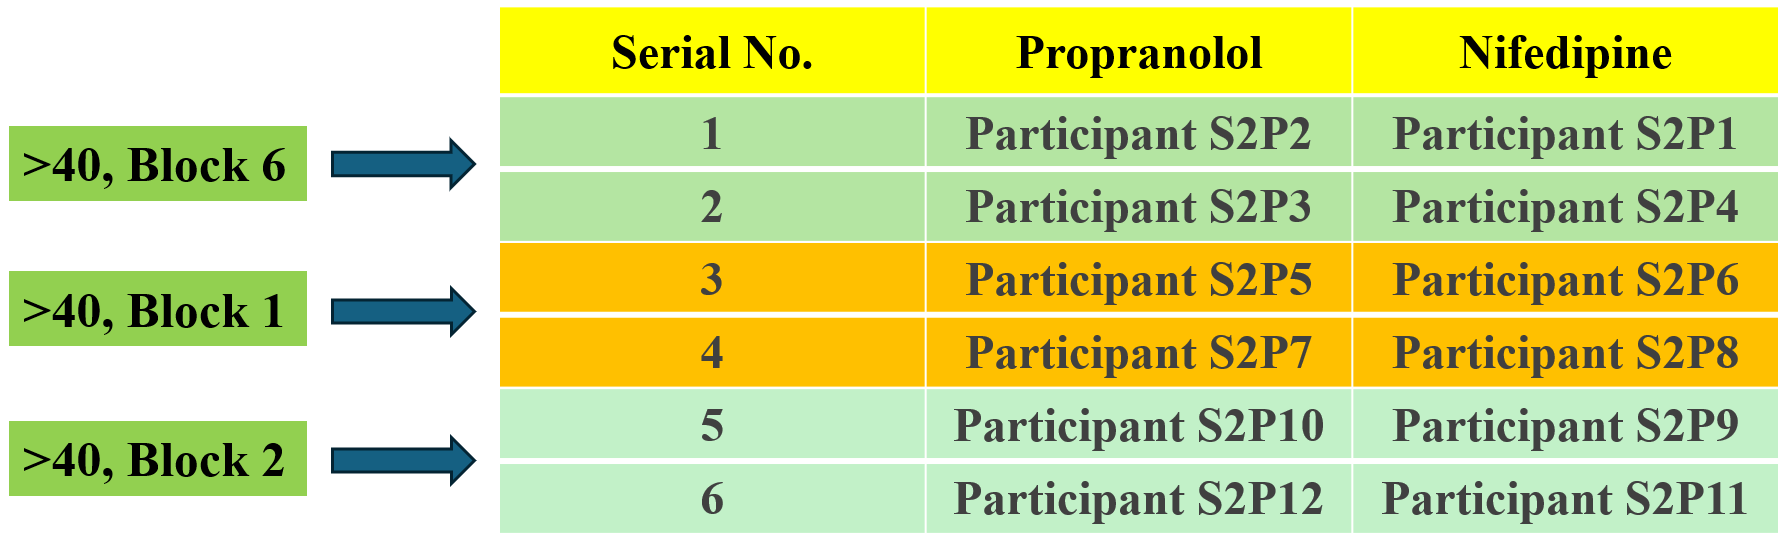 Serial No. Propranolol Nifedipine
>40, Block 6
1 Participant S2P2 Participant S2P1
2 Participant S2P3 Participant S2P4
>40, Block 1
3 Participant S2P5 Participant S2P6
4 Participant S2P7 Participant S2P8
>40, Block 2
5 Participant S2P10 Participant S2P9
6 Participant S2P12 Participant S2P11